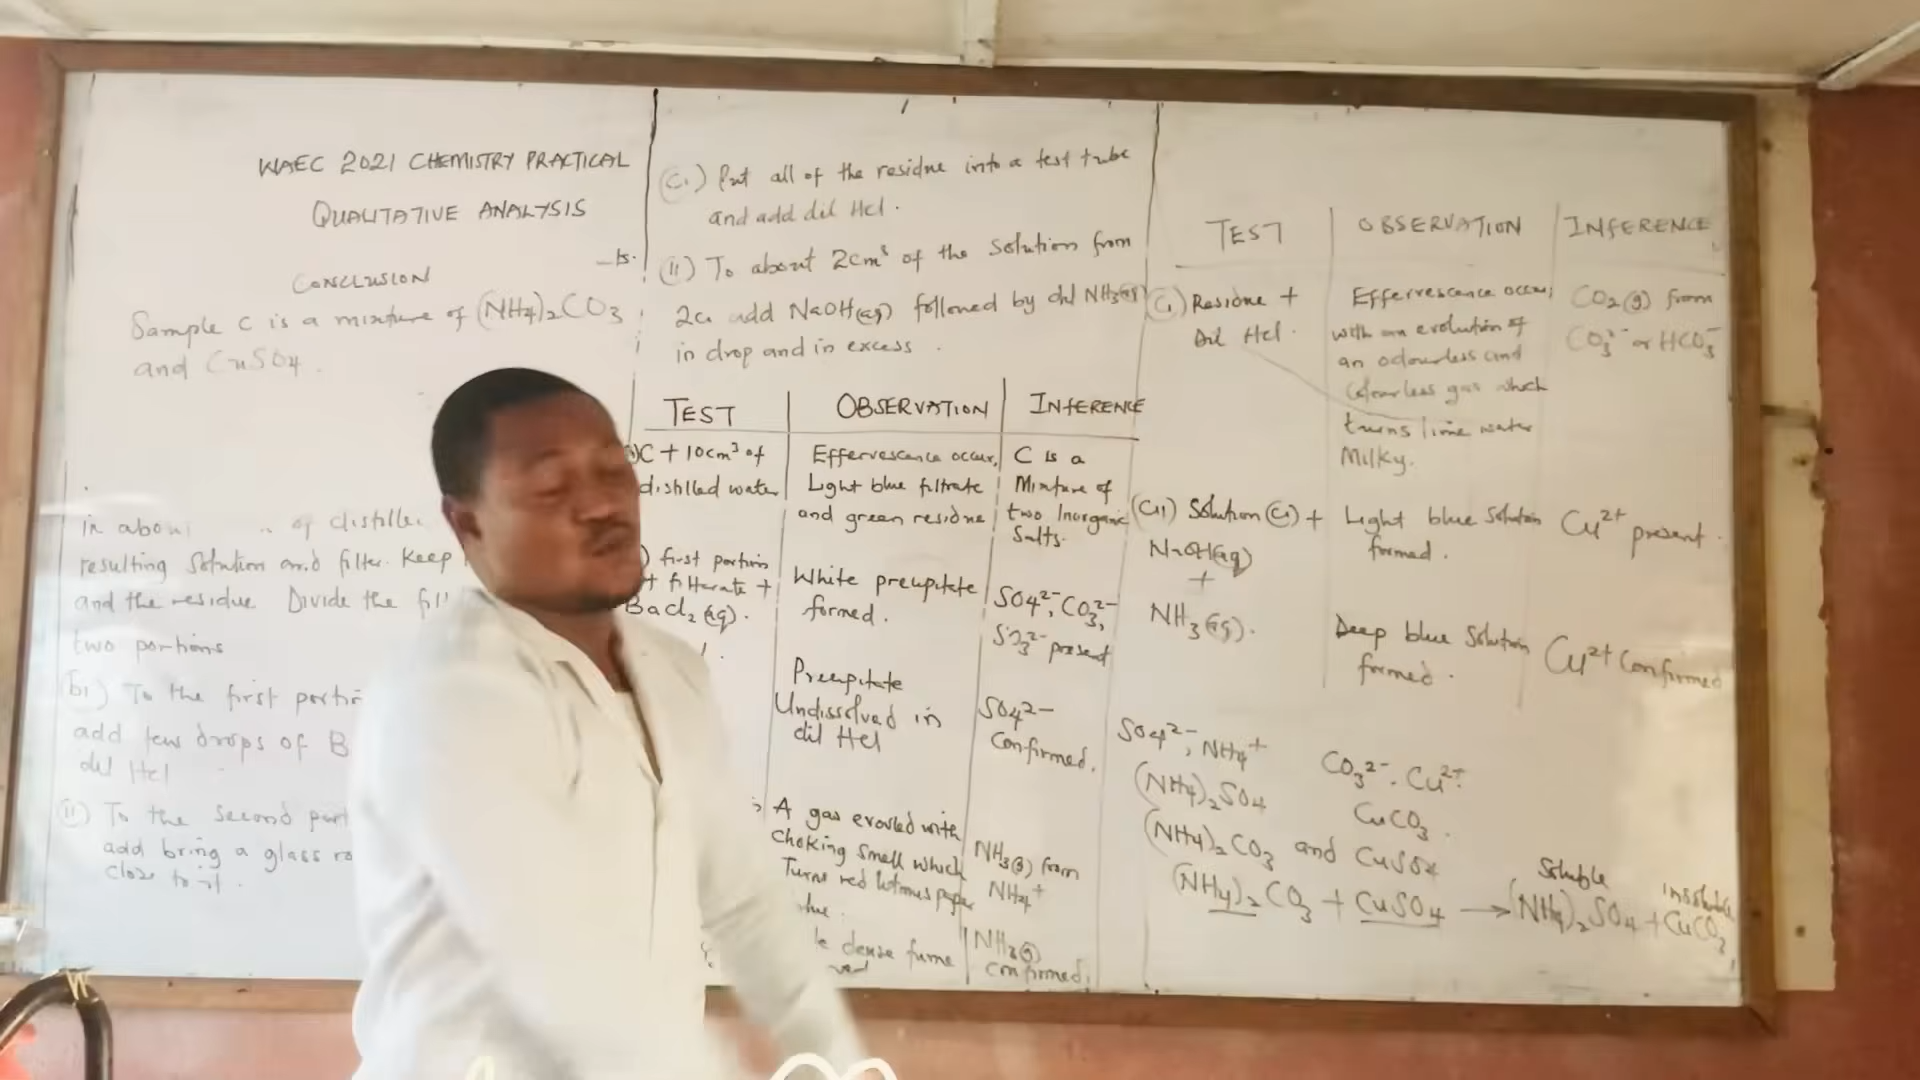 WAEC 2021 CHEMISTRY PRACTICAL
QUALITATIVE ANALYSIS
CONCLUSION
Sample C is a mixture of (NH4)2CO3
and CuSO4.
in about of distille
resulting Solution and filter. Keep
and the residue Divide the
two portions
(bi) To the first portio
add few drops of B
dil Hcl
(ii) To the second port
add bring a glass ro
close to it.
(Ci) Put all of the residue into a test tube
and add dil Hcl.
(ii) To about 2cm³ of the solution from
add NaOH(aq) followed by dil NH3(aq)
in drop and in excess.
TEST OBSERVATION INFERENCE
C + 10cm³ of
distilled water
Effervescence occur,
Light blue filtrate
and green residue
C is a
Mixture of
two Inorganic
Salts.
first portion
filterate +
BaCl2(aq).
White precipitate
formed.
SO4²⁻, CO3²⁻,
SO3²⁻ present
Precipitate
Undissolved in
dil Hcl
SO4²⁻
Confirmed.
A gas evolved with
choking smell which
Turns red litmus paper
NH3(g) from
NH4⁺
dense fume
NH3(g)
confirmed.
TEST OBSERVATION INFERENCE
(Ci) Residue +
Dil Hcl.
Effervescence occur,
with an evolution of
an odourless and
Colourless gas which
turns lime water
Milky.
CO2(g) from
CO3²⁻ or HCO3⁻
(Cii) Solution (Ci) +
NaOH(aq)
+
NH3(aq).
Light blue Solution
formed.
Cu²⁺ present.
Deep blue Solution
formed.
Cu²⁺ Confirmed
SO4²⁻, NH4⁺
CO3²⁻. Cu²⁺.
(NH4)2SO4
CuCO3.
(NH4)2CO3 and CuSO4
Soluble insoluble
(NH4)2CO3 + CuSO4 → (NH4)2SO4 + CuCO3